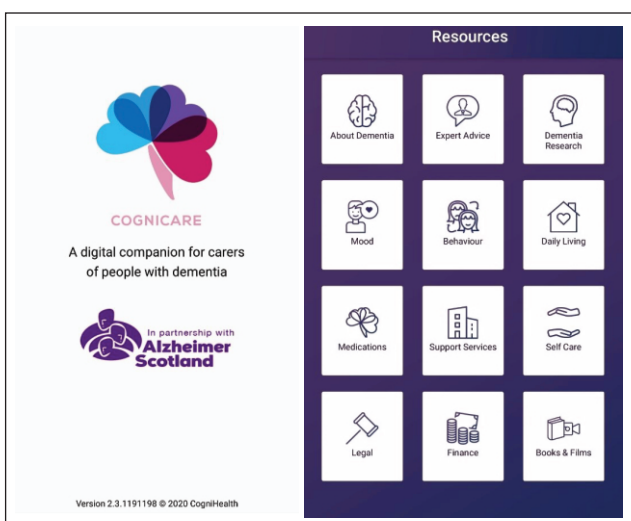 COGNICARE
A digital companion for carers
of people with dementia
In partnership with
Alzheimer
Scotland
Version 2.3.1191198 © 2020 CogniHealth
Resources
About Dementia
Expert Advice
Dementia
Research
Mood
Behaviour
Daily Living
Medications
Support Services
Self Care
Legal
Finance
Books & Films